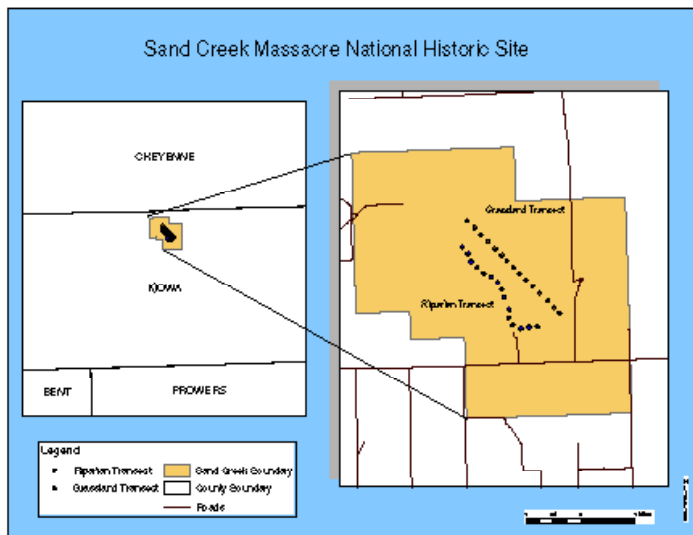 Sand Creek Massacre National Historic Site
CHEYENNE
KIOWA
BENT
PROWERS
Grassland Transect
Riparian Transect
Legend
Riparian Transect
Grassland Transect
Sand Creek Boundary
County Boundary
Roads